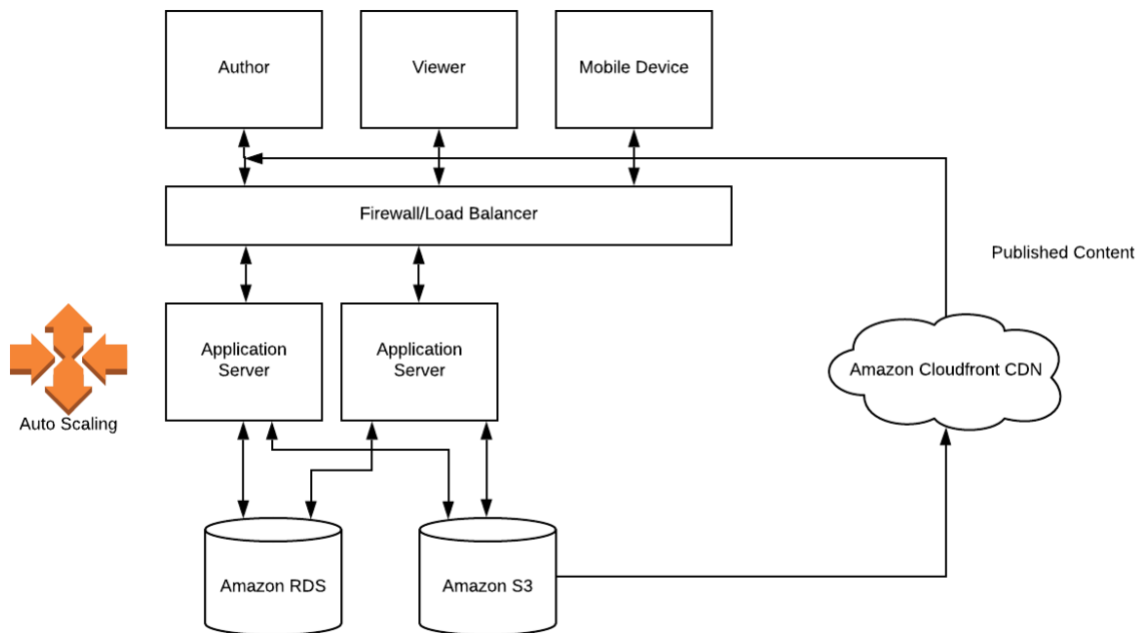 Author
Viewer
Mobile Device
Firewall/Load Balancer
Published Content
Application
Server
Application
Server
Amazon Cloudfront CDN
Auto Scaling
Amazon RDS
Amazon S3